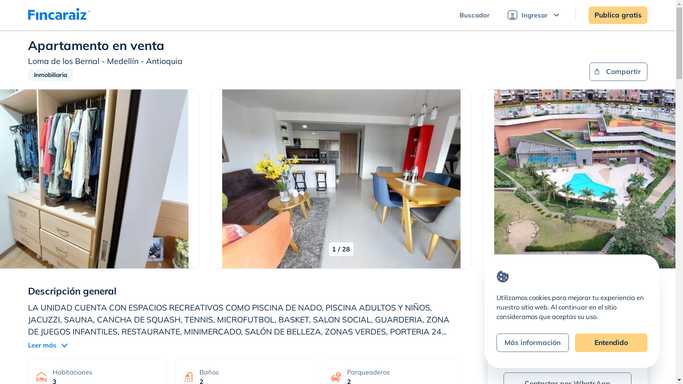 Fincaraiz
Buscador
Ingresar
Publica gratis
Apartamento en venta
Loma de los Bernal - Medellín - Antioquia
Inmobiliaria
Compartir
1 / 28
Descripción general
LA UNIDAD CUENTA CON ESPACIOS RECREATIVOS COMO PISCINA DE NADO, PISCINA ADULTOS Y NIÑOS,
JACUZZI, SAUNA, CANCHA DE SQUASH, TENNIS, MICROFUTBOL, BASKET, SALON SOCIAL, GUARDERIA, ZONA
DE JUEGOS INFANTILES, RESTAURANTE, MINIMERCADO, SALÓN DE BELLEZA, ZONAS VERDES, PORTERIA 24...
Leer más
Habitaciones
3
Baños
2
Parqueaderos
2
Utilizamos cookies para mejorar tu experiencia en
nuestro sitio web. Al continuar en el sitio
consideramos que aceptas su uso.
Más información
Entendido
Contactar por WhatsApp